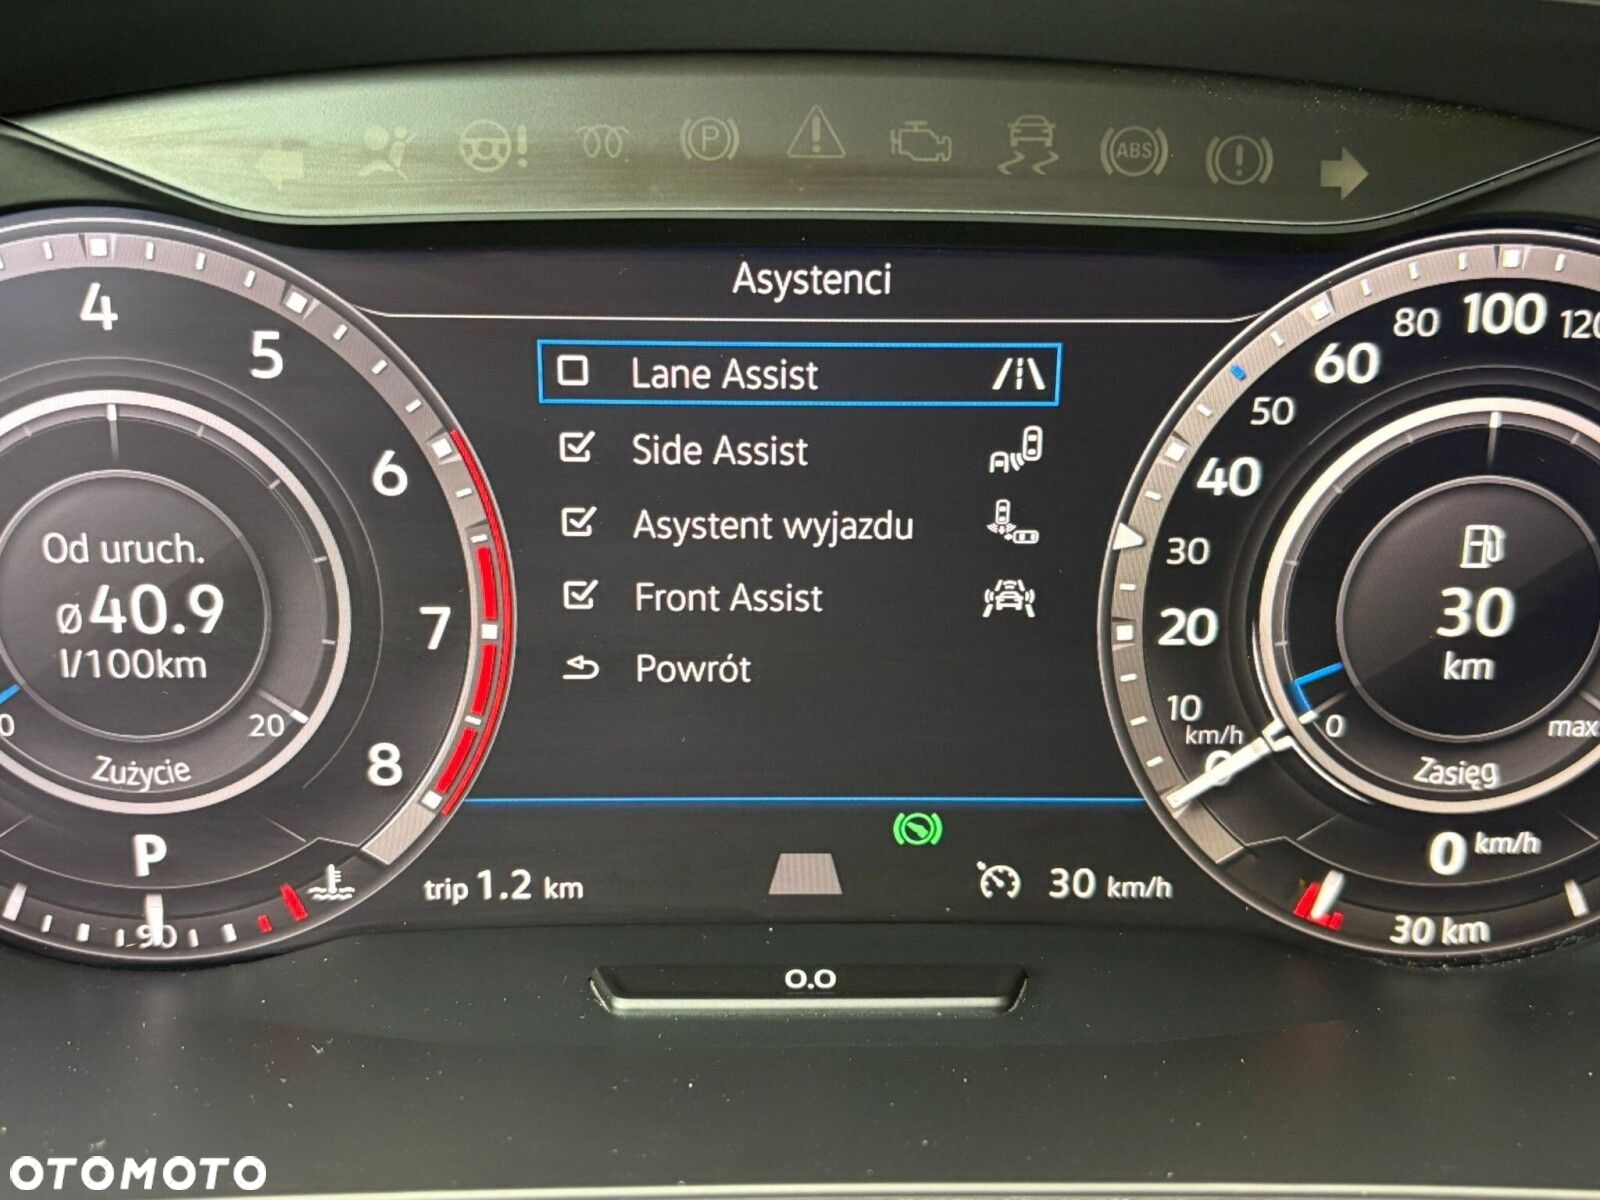 P
ABS
Asystenci
4
5
6
7
8
Lane Assist
Side Assist
Asystent wyjazdu
Front Assist
Powrót
Od uruch.
ø40.9
l/100km
0
20
Zużycie
P
90
trip 1.2 km
30 km/h
0
10
20
30
40
50
60
80
100
km/h
30
km
0
max
Zasięg
0 km/h
30 km
0.0
OTOMOTO